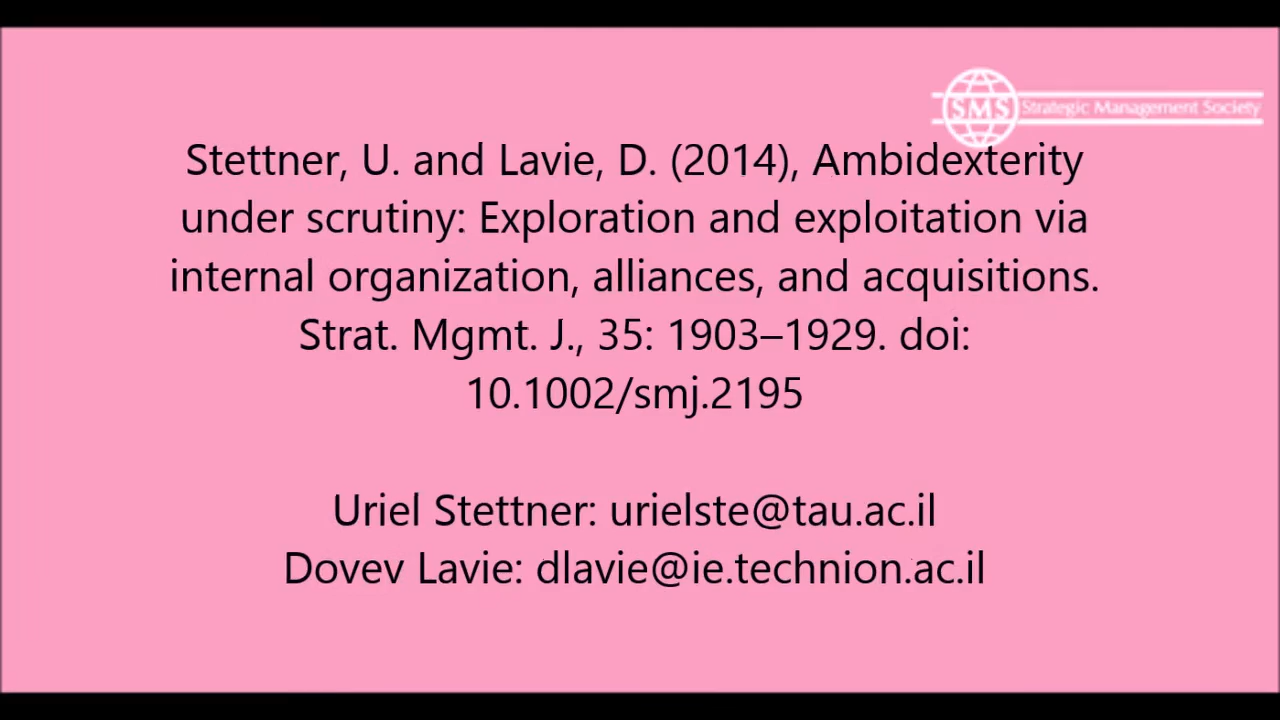 SMS Strategic Management Society
Stettner, U. and Lavie, D. (2014), Ambidexterity
under scrutiny: Exploration and exploitation via
internal organization, alliances, and acquisitions.
Strat. Mgmt. J., 35: 1903–1929. doi:
10.1002/smj.2195
Uriel Stettner: urielste@tau.ac.il
Dovev Lavie: dlavie@ie.technion.ac.il